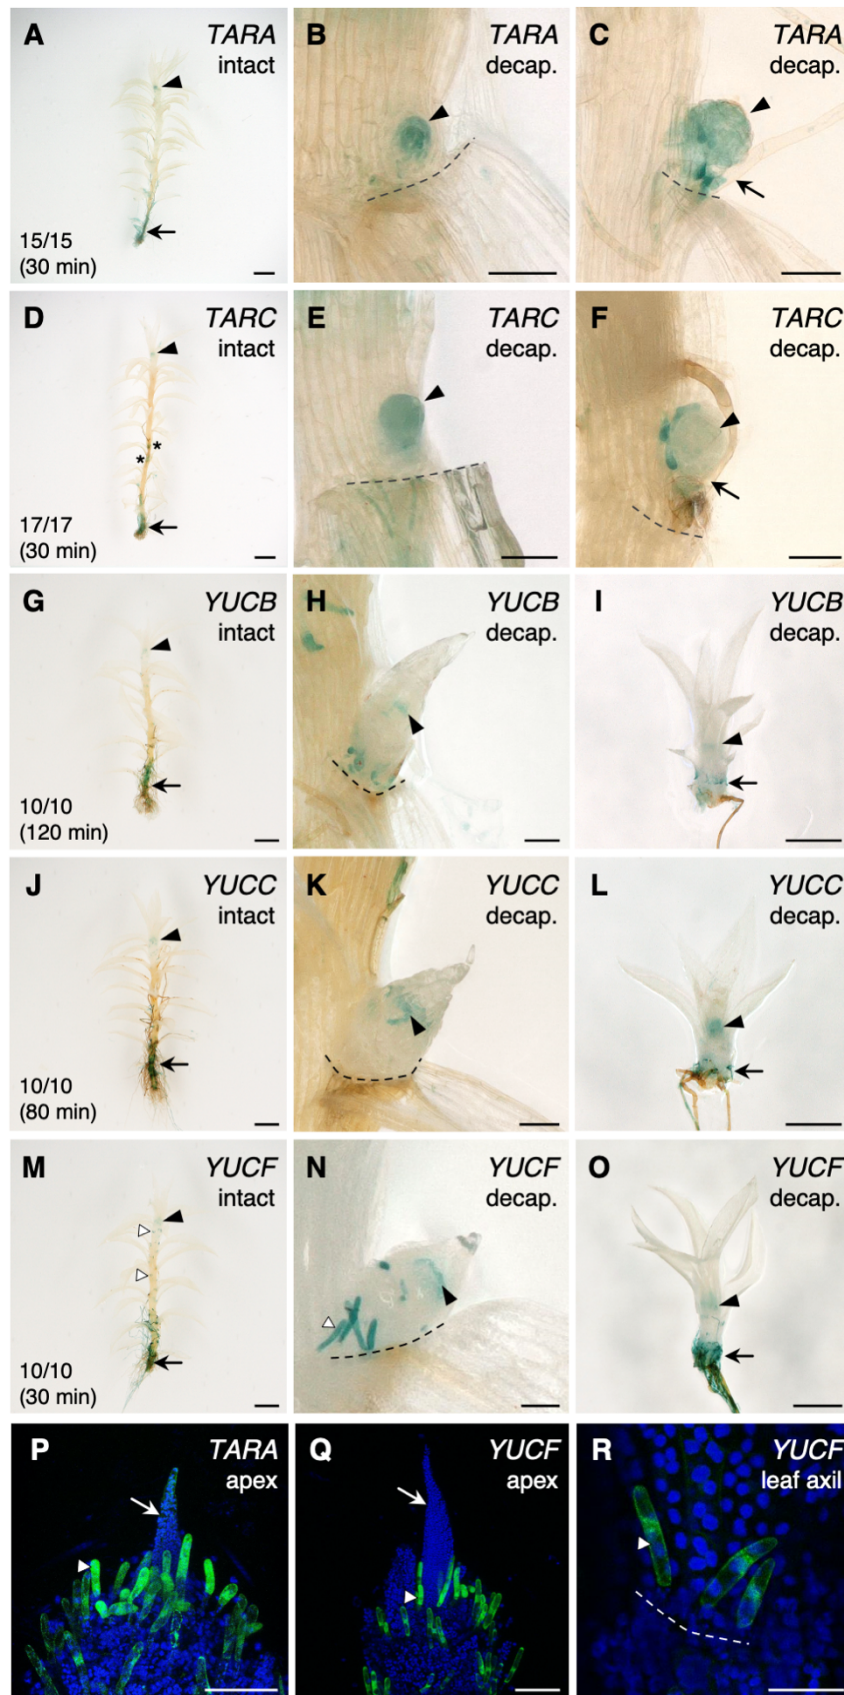 A
TARA
intact
15/15
(30 min)
B
TARA
decap.
C
TARA
decap.
D
TARC
intact
*
*
17/17
(30 min)
E
TARC
decap.
F
TARC
decap.
G
YUCB
intact
10/10
(120 min)
H
YUCB
decap.
I
YUCB
decap.
J
YUCC
intact
10/10
(80 min)
K
YUCC
decap.
L
YUCC
decap.
M
YUCF
intact
10/10
(30 min)
N
YUCF
decap.
O
YUCF
decap.
P
TARA
apex
Q
YUCF
apex
R
YUCF
leaf axil